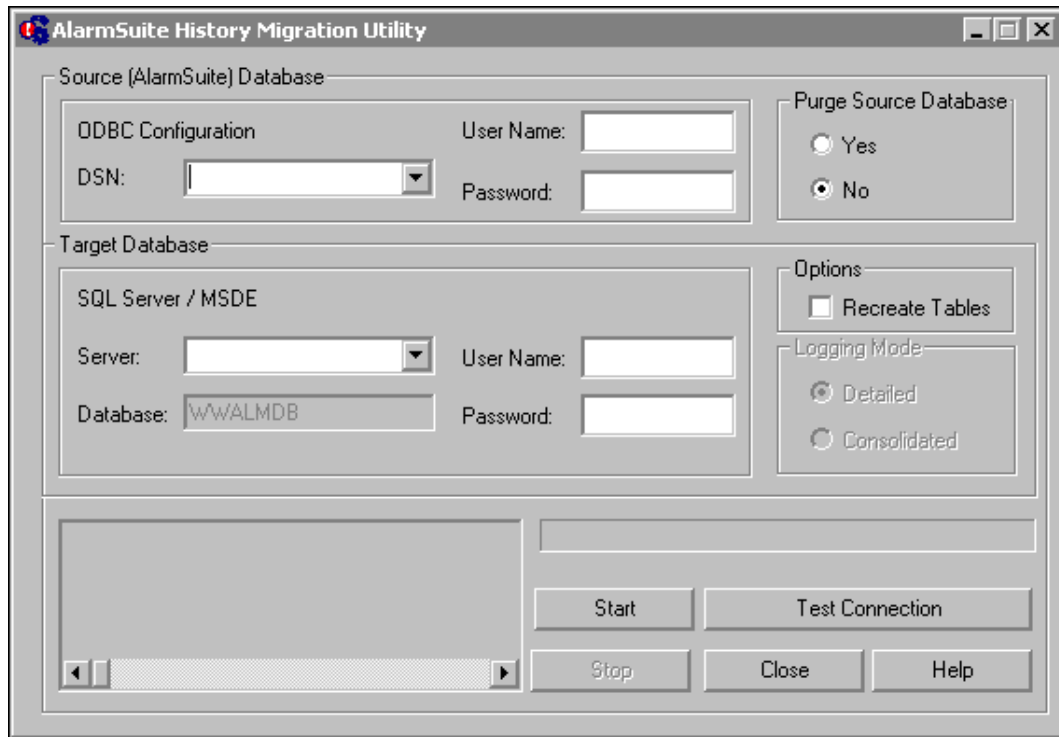 AlarmSuite History Migration Utility
Source (AlarmSuite) Database
ODBC Configuration
User Name:
DSN:
Password:
Purge Source Database
Yes
No
Target Database
SQL Server / MSDE
Server:
User Name:
Database: WWALMDB
Password:
Options
Recreate Tables
Logging Mode
Detailed
Consolidated
Start
Test Connection
Stop
Close
Help